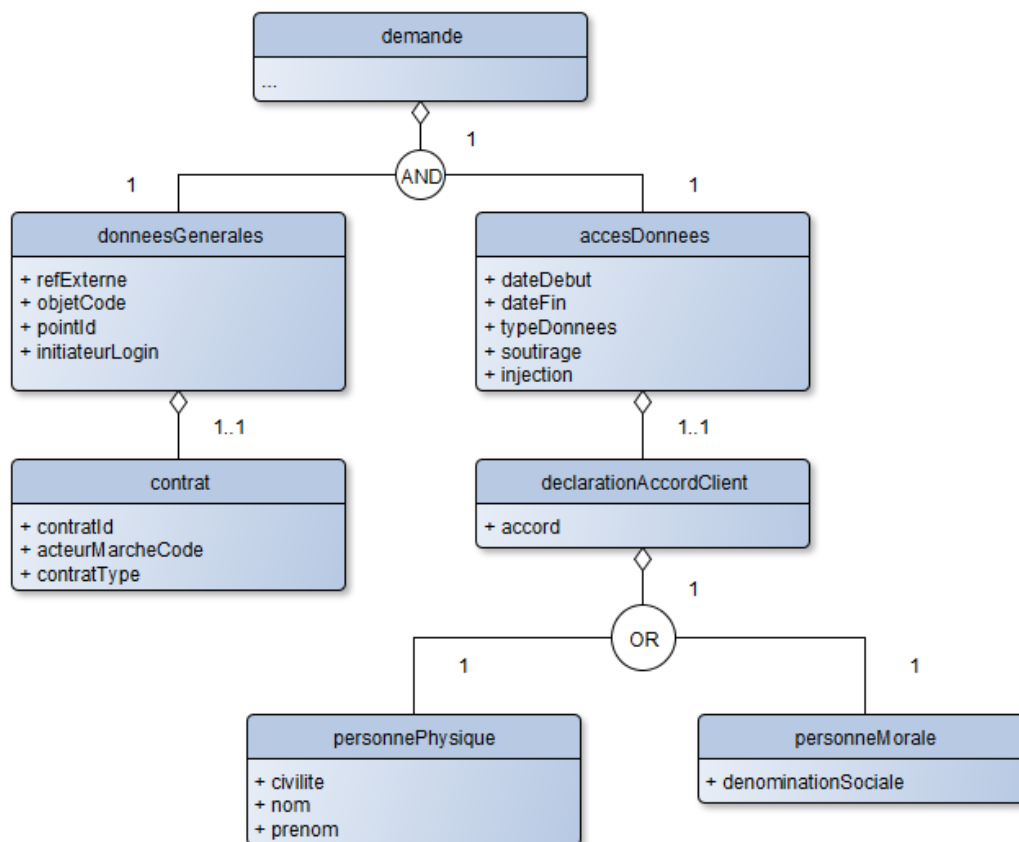 demande
...
1
AND
1
1
donneesGenerales
+ refExterne
+ objetCode
+ pointId
+ initiateurLogin
accesDonnees
+ dateDebut
+ dateFin
+ typeDonnees
+ soutirage
+ injection
1..1
1..1
contrat
+ contratId
+ acteurMarcheCode
+ contratType
declarationAccordClient
+ accord
1
OR
1
1
personnePhysique
+ civilite
+ nom
+ prenom
personneMorale
+ denominationSociale